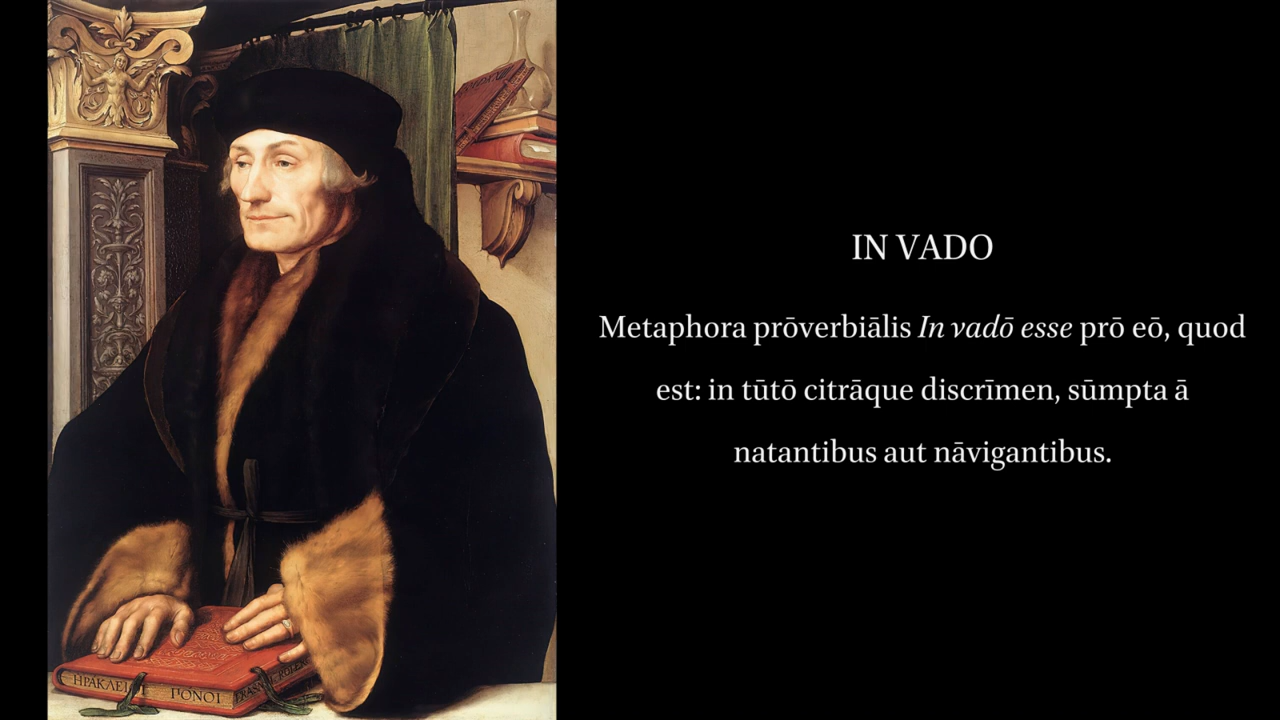 IN VADO
Metaphora prōverbiālis In vadō esse prō eō, quod
est: in tūtō citrāque discrīmen, sūmpta ā
natantibus aut nāvigantibus.
ΗΡΑΚΛΕΙ
ΠΟΝΟΙ